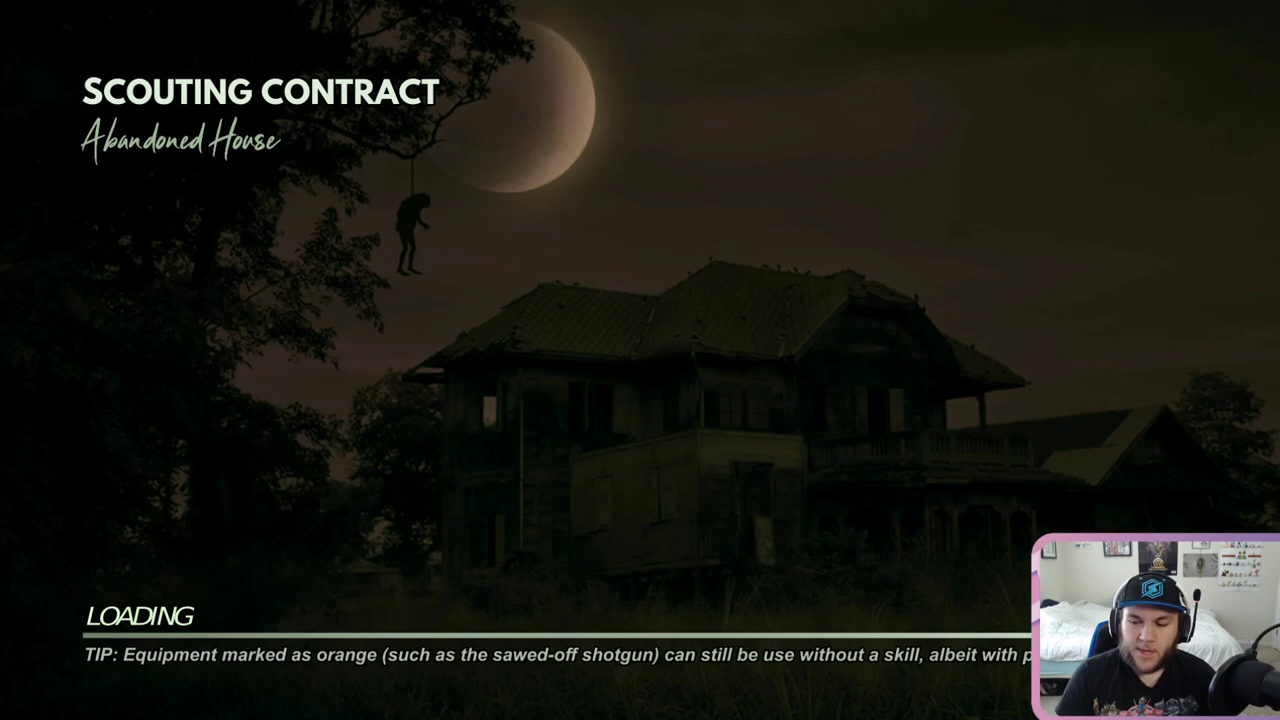 SCOUTING CONTRACT
Abandoned House
LOADING
TIP: Equipment marked as orange (such as the sawed-off shotgun) can still be use without a skill, albeit with p